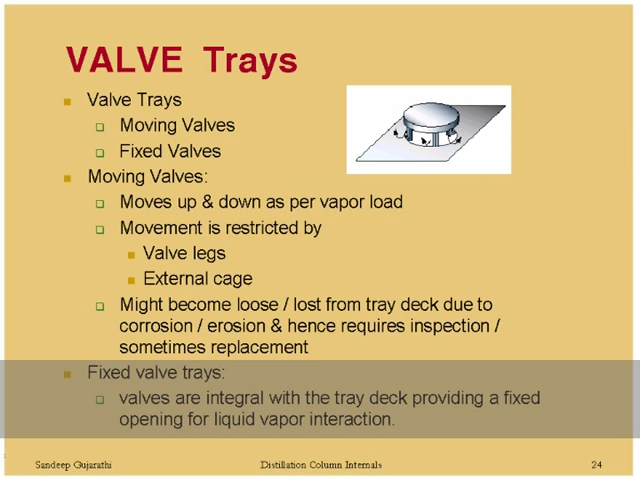 VALVE Trays
Valve Trays
Moving Valves
Fixed Valves
Moving Valves:
Moves up & down as per vapor load
Movement is restricted by
Valve legs
External cage
Might become loose / lost from tray deck due to
corrosion / erosion & hence requires inspection /
sometimes replacement
Fixed valve trays:
valves are integral with the tray deck providing a fixed
opening for liquid vapor interaction.
Sandeep Gujarathi Distillation Column Internals 24